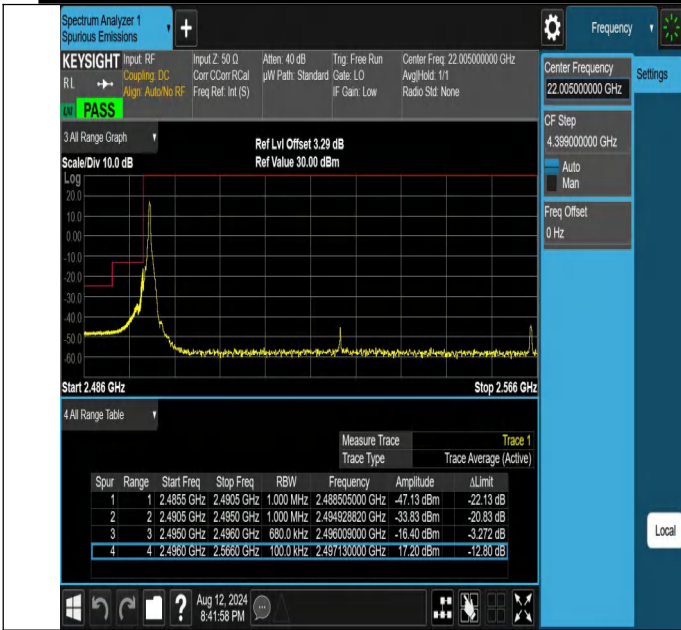 Spectrum Analyzer 1
Spurious Emissions
+
Frequency
KEYSIGHT Input: RF Input Z: 50 Ω Atten: 40 dB Trig: Free Run Center Freq: 22.005000000 GHz
RL Coupling: DC Corr CCorr RCal µW Path: Standard Gate: LO Avg|Hold: 1/1
Align: Auto/No RF Freq Ref: Int (S) IF Gain: Low Radio Std: None
PASS
Center Frequency
22.005000000 GHz
Settings
CF Step
4.399000000 GHz
Auto
Man
Freq Offset
0 Hz
Local
3 All Range Graph
Ref Lvl Offset 3.29 dB
Scale/Div 10.0 dB Ref Value 30.00 dBm
Log
20.0
10.0
0.00
-10.0
-20.0
-30.0
-40.0
-50.0
-60.0
Start 2.486 GHz Stop 2.566 GHz
4 All Range Table
Measure Trace Trace 1
Trace Type Trace Average (Active)
Spur Range Start Freq Stop Freq RBW Frequency Amplitude ΔLimit
1 1 2.4855 GHz 2.4905 GHz 1.000 MHz 2.488505000 GHz -47.13 dBm -22.13 dB
2 2 2.4905 GHz 2.4950 GHz 1.000 MHz 2.494928820 GHz -33.83 dBm -20.83 dB
3 3 2.4950 GHz 2.4960 GHz 680.0 kHz 2.496009000 GHz -16.40 dBm -3.272 dB
4 4 2.4960 GHz 2.5660 GHz 100.0 kHz 2.497130000 GHz 17.20 dBm -12.80 dB
?
Aug 12, 2024
8:41:58 PM